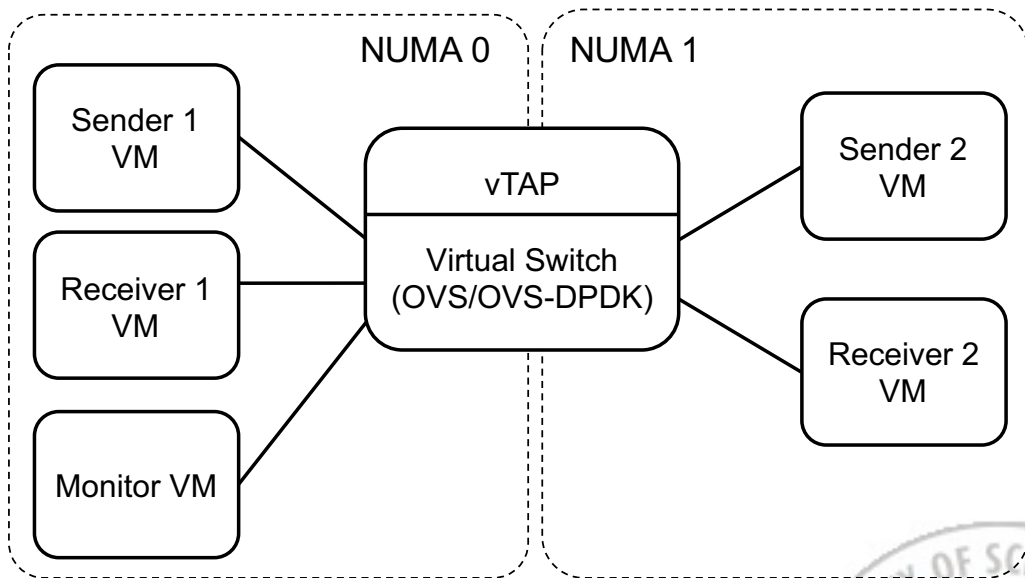 NUMA 0
NUMA 1
Sender 1
VM
Receiver 1
VM
Monitor VM
vTAP
Virtual Switch
(OVS/OVS-DPDK)
Sender 2
VM
Receiver 2
VM
OF